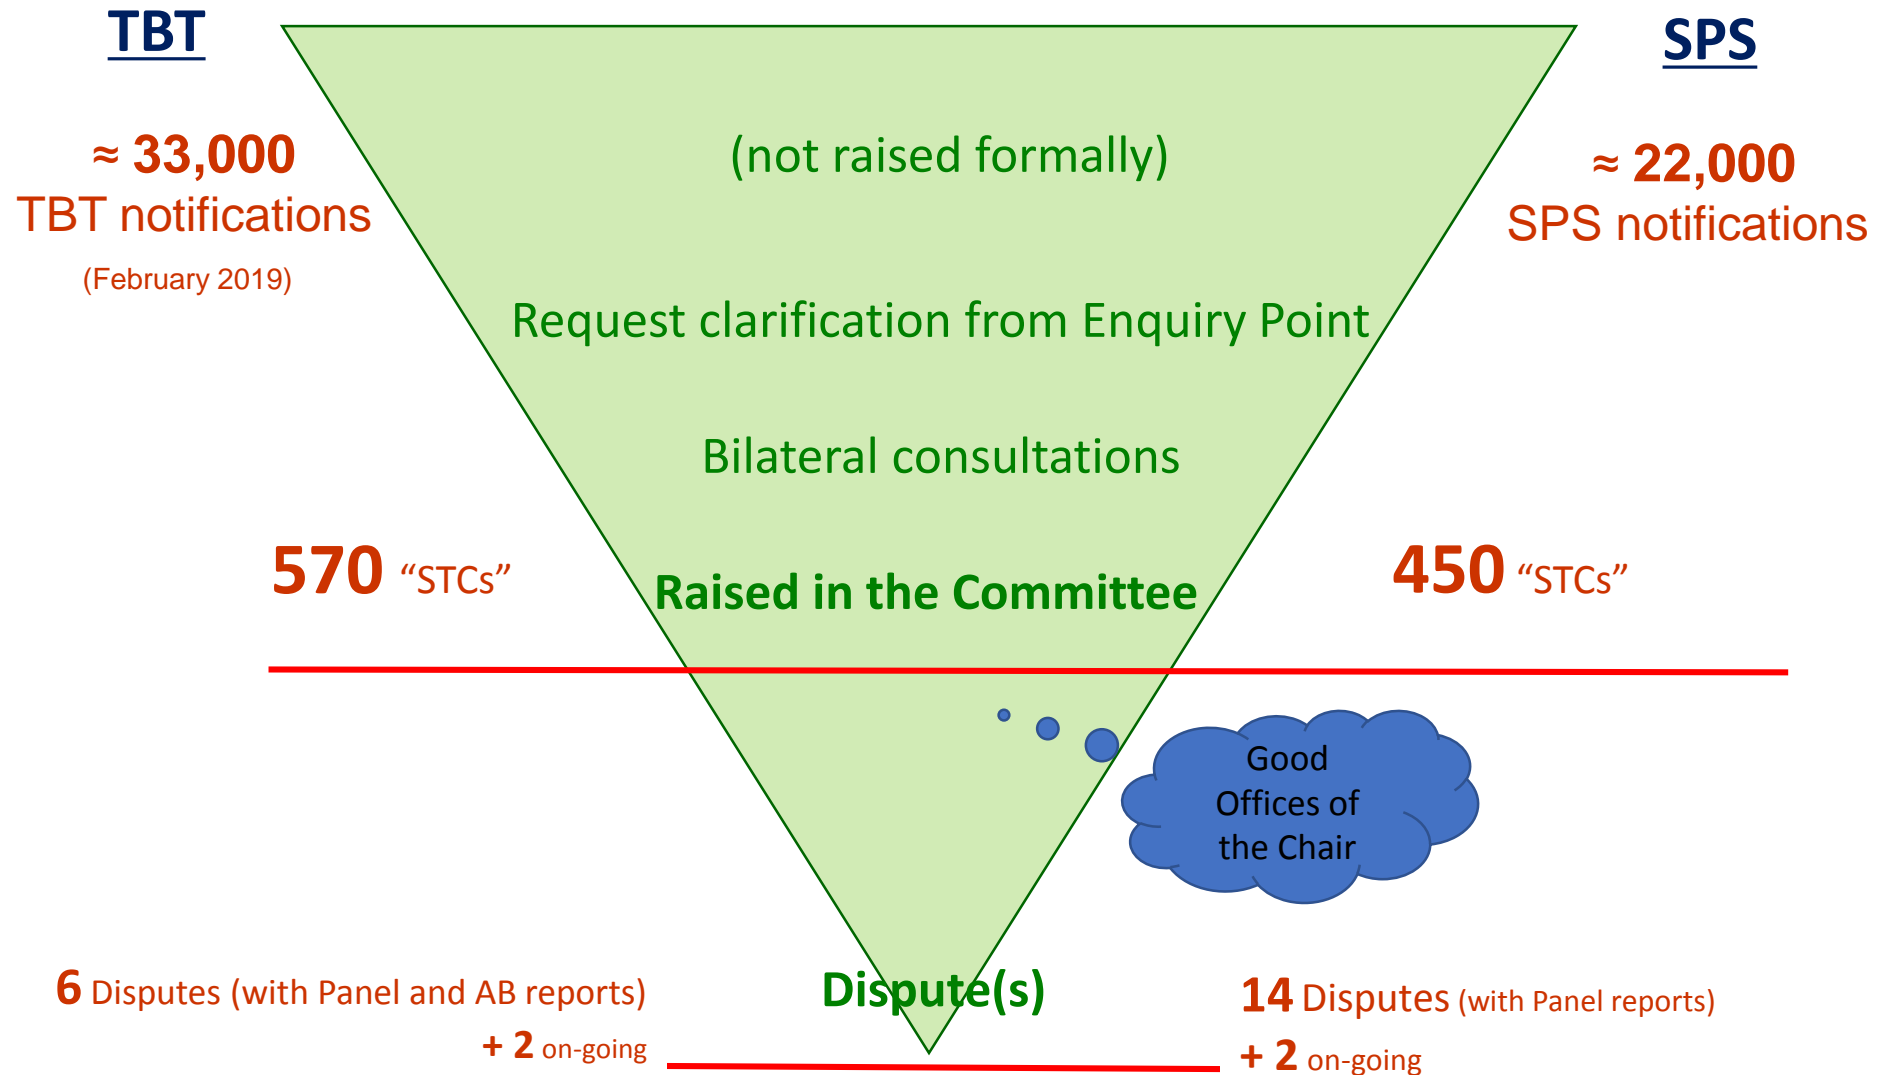 TBT
SPS
≈ 33,000
TBT notifications
(February 2019)
(not raised formally)
≈ 22,000
SPS notifications
Request clarification from Enquiry Point
Bilateral consultations
570 “STCs”
Raised in the Committee
450 “STCs”
Good
Offices of
the Chair
6 Disputes (with Panel and AB reports)
+ 2 on-going
Dispute(s)
14 Disputes (with Panel reports)
+ 2 on-going